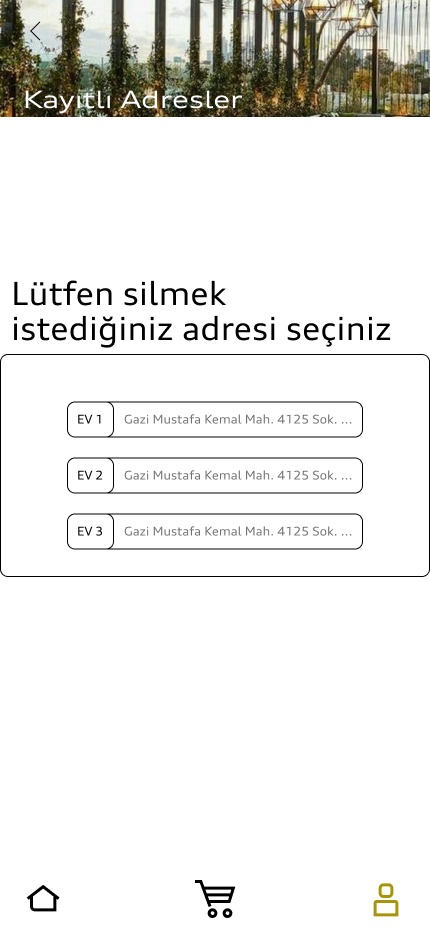 Kayıtlı Adresler
Lütfen silmek
istediğiniz adresi seçiniz
EV 1 Gazi Mustafa Kemal Mah. 4125 Sok. ...
EV 2 Gazi Mustafa Kemal Mah. 4125 Sok. ...
EV 3 Gazi Mustafa Kemal Mah. 4125 Sok. ...